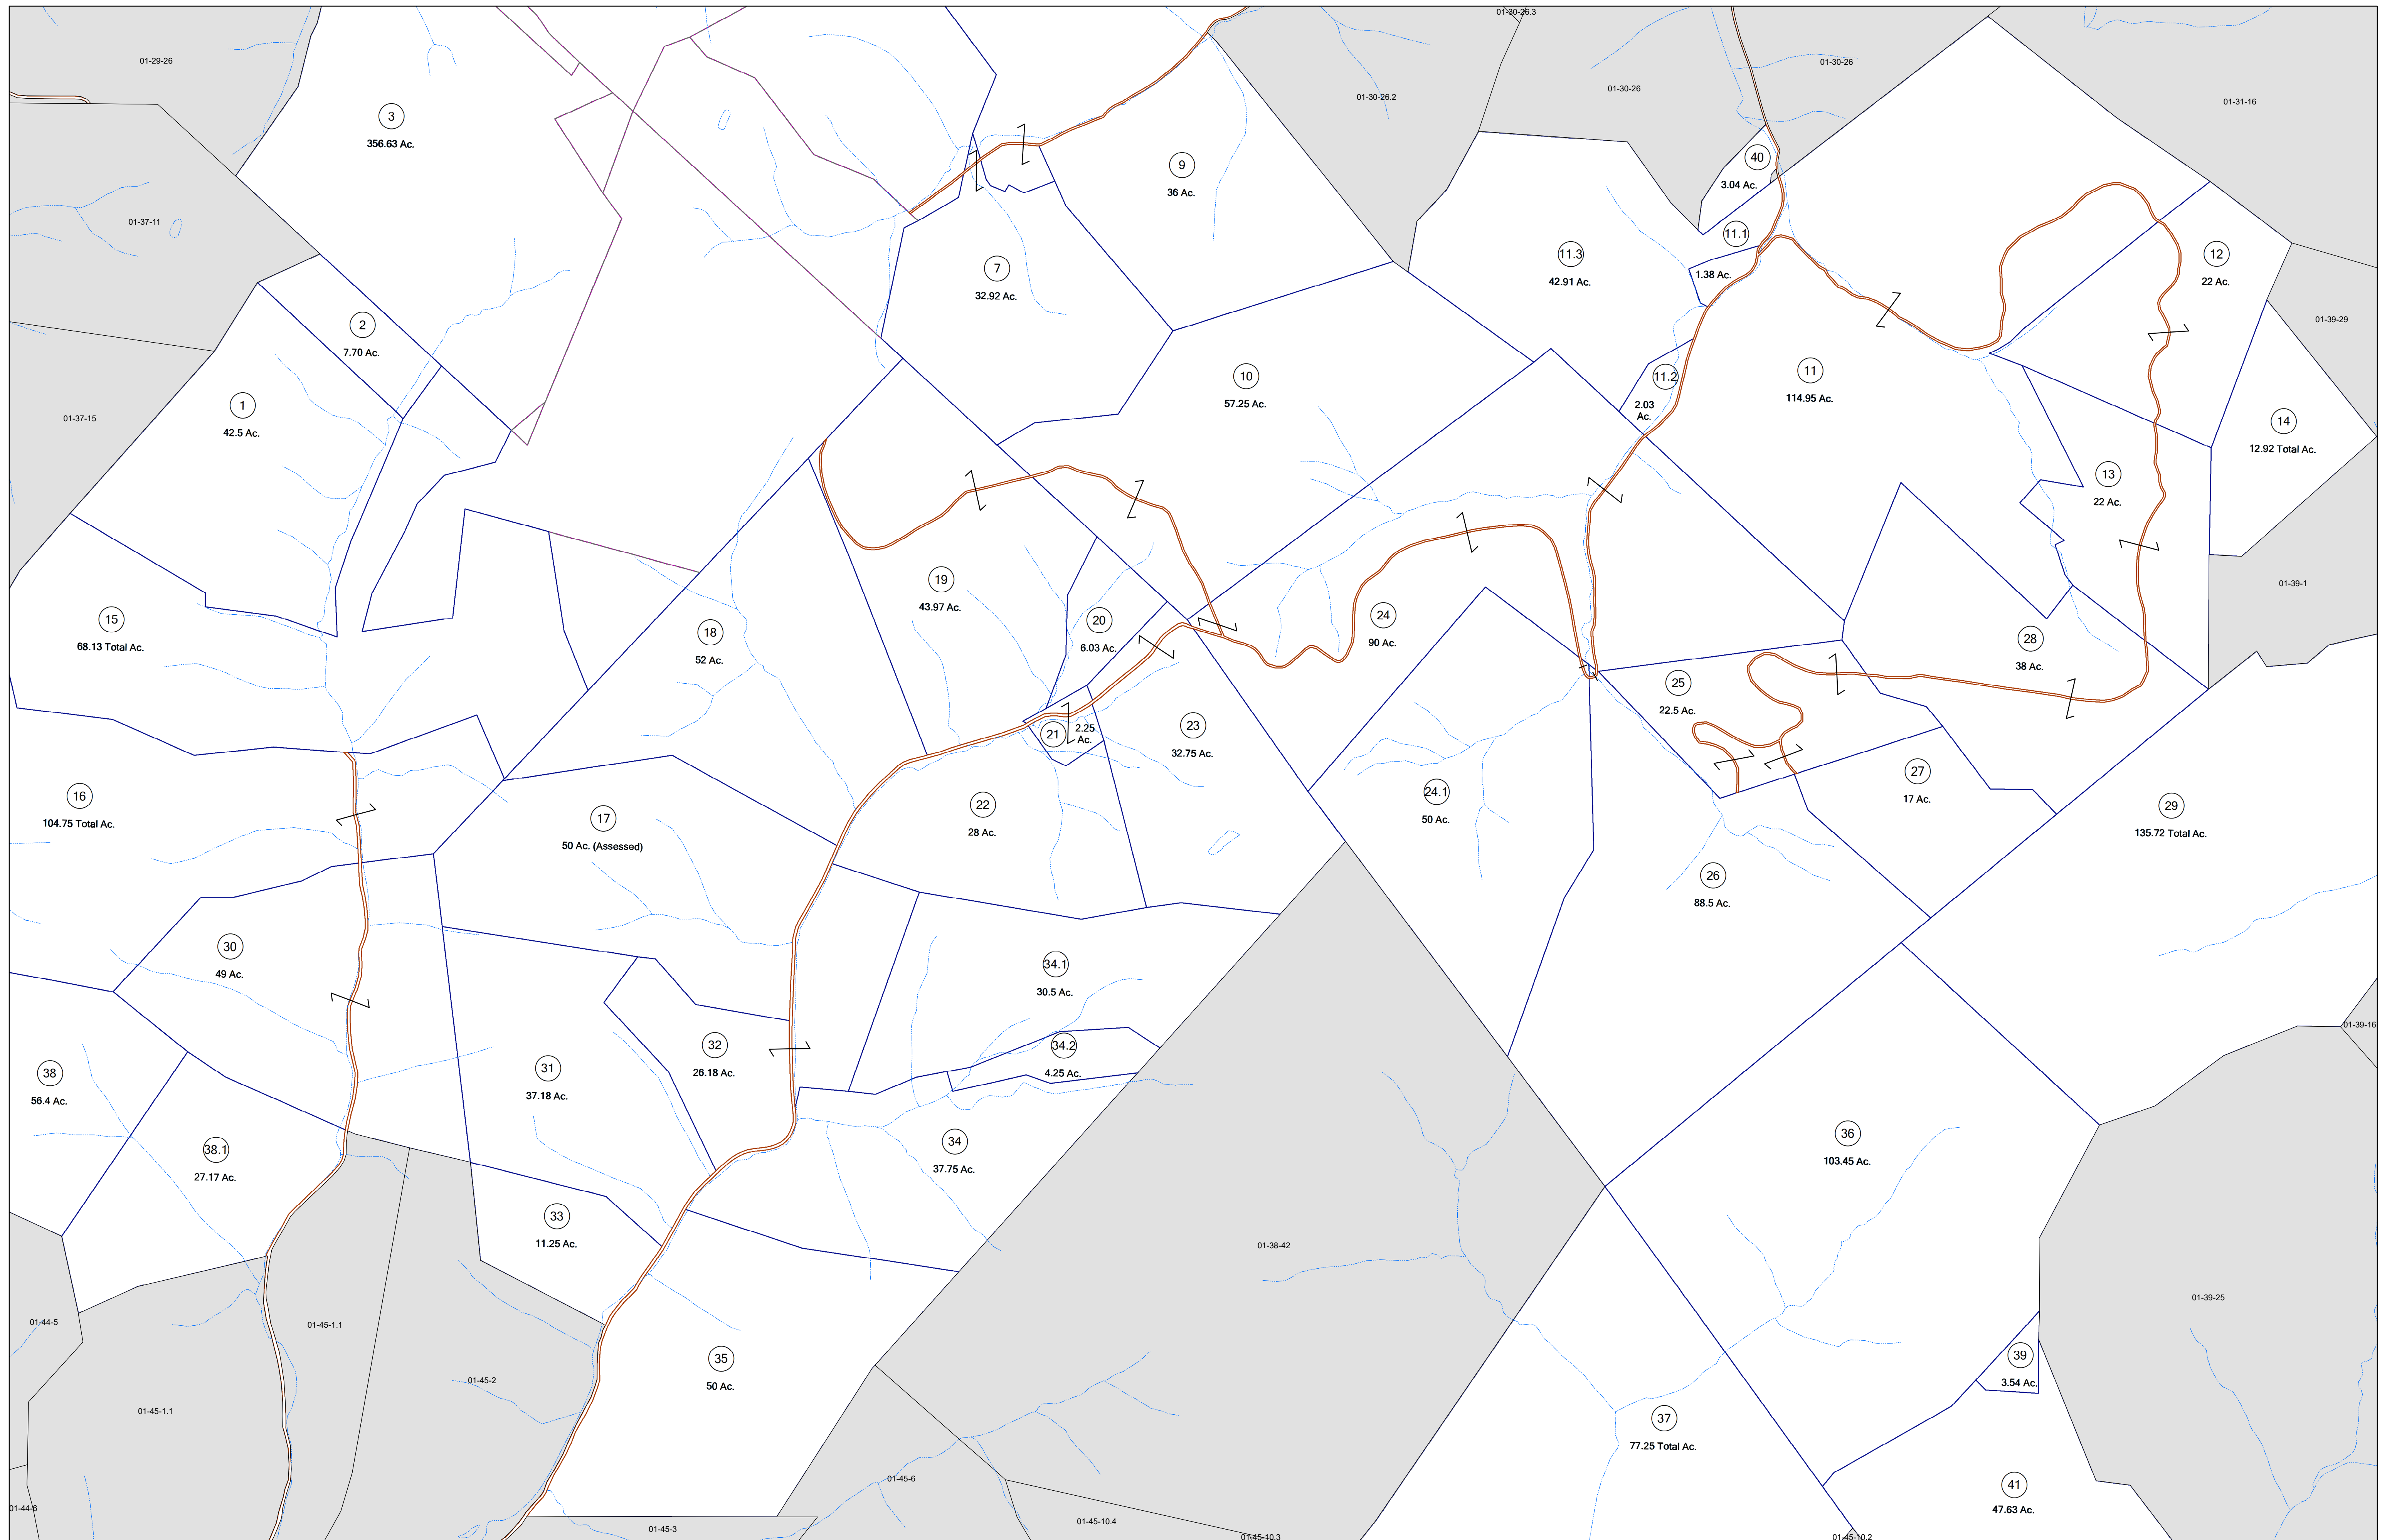 01-30-26.3
01-29-26
01-30-26
01-30-26
01-30-26.2
01-31-16
3
356.63 Ac.
9
36 Ac.
40
3.04 Ac.
01-37-11
11.1
1.38 Ac.
11.3
42.91 Ac.
12
22 Ac.
7
32.92 Ac.
01-39-29
2
7.70 Ac.
10
57.25 Ac.
11.2
2.03
Ac.
11
114.95 Ac.
1
42.5 Ac.
01-37-15
14
12.92 Total Ac.
13
22 Ac.
19
43.97 Ac.
01-39-1
15
68.13 Total Ac.
18
52 Ac.
20
6.03 Ac.
24
90 Ac.
28
38 Ac.
25
22.5 Ac.
21
2.25
Ac.
23
32.75 Ac.
16
104.75 Total Ac.
17
50 Ac. (Assessed)
22
28 Ac.
24.1
50 Ac.
27
17 Ac.
29
135.72 Total Ac.
26
88.5 Ac.
30
49 Ac.
34.1
30.5 Ac.
01-39-16
38
56.4 Ac.
31
37.18 Ac.
32
26.18 Ac.
34.2
4.25 Ac.
38.1
27.17 Ac.
34
37.75 Ac.
36
103.45 Ac.
33
11.25 Ac.
01-38-42
01-39-25
01-44-5
01-45-1.1
35
50 Ac.
39
3.54 Ac.
01-45-2
01-45-1.1
37
77.25 Total Ac.
01-45-6
41
47.63 Ac.
01-44-6
01-45-3
01-45-10.4
01-45-10.3
01-45-10.2